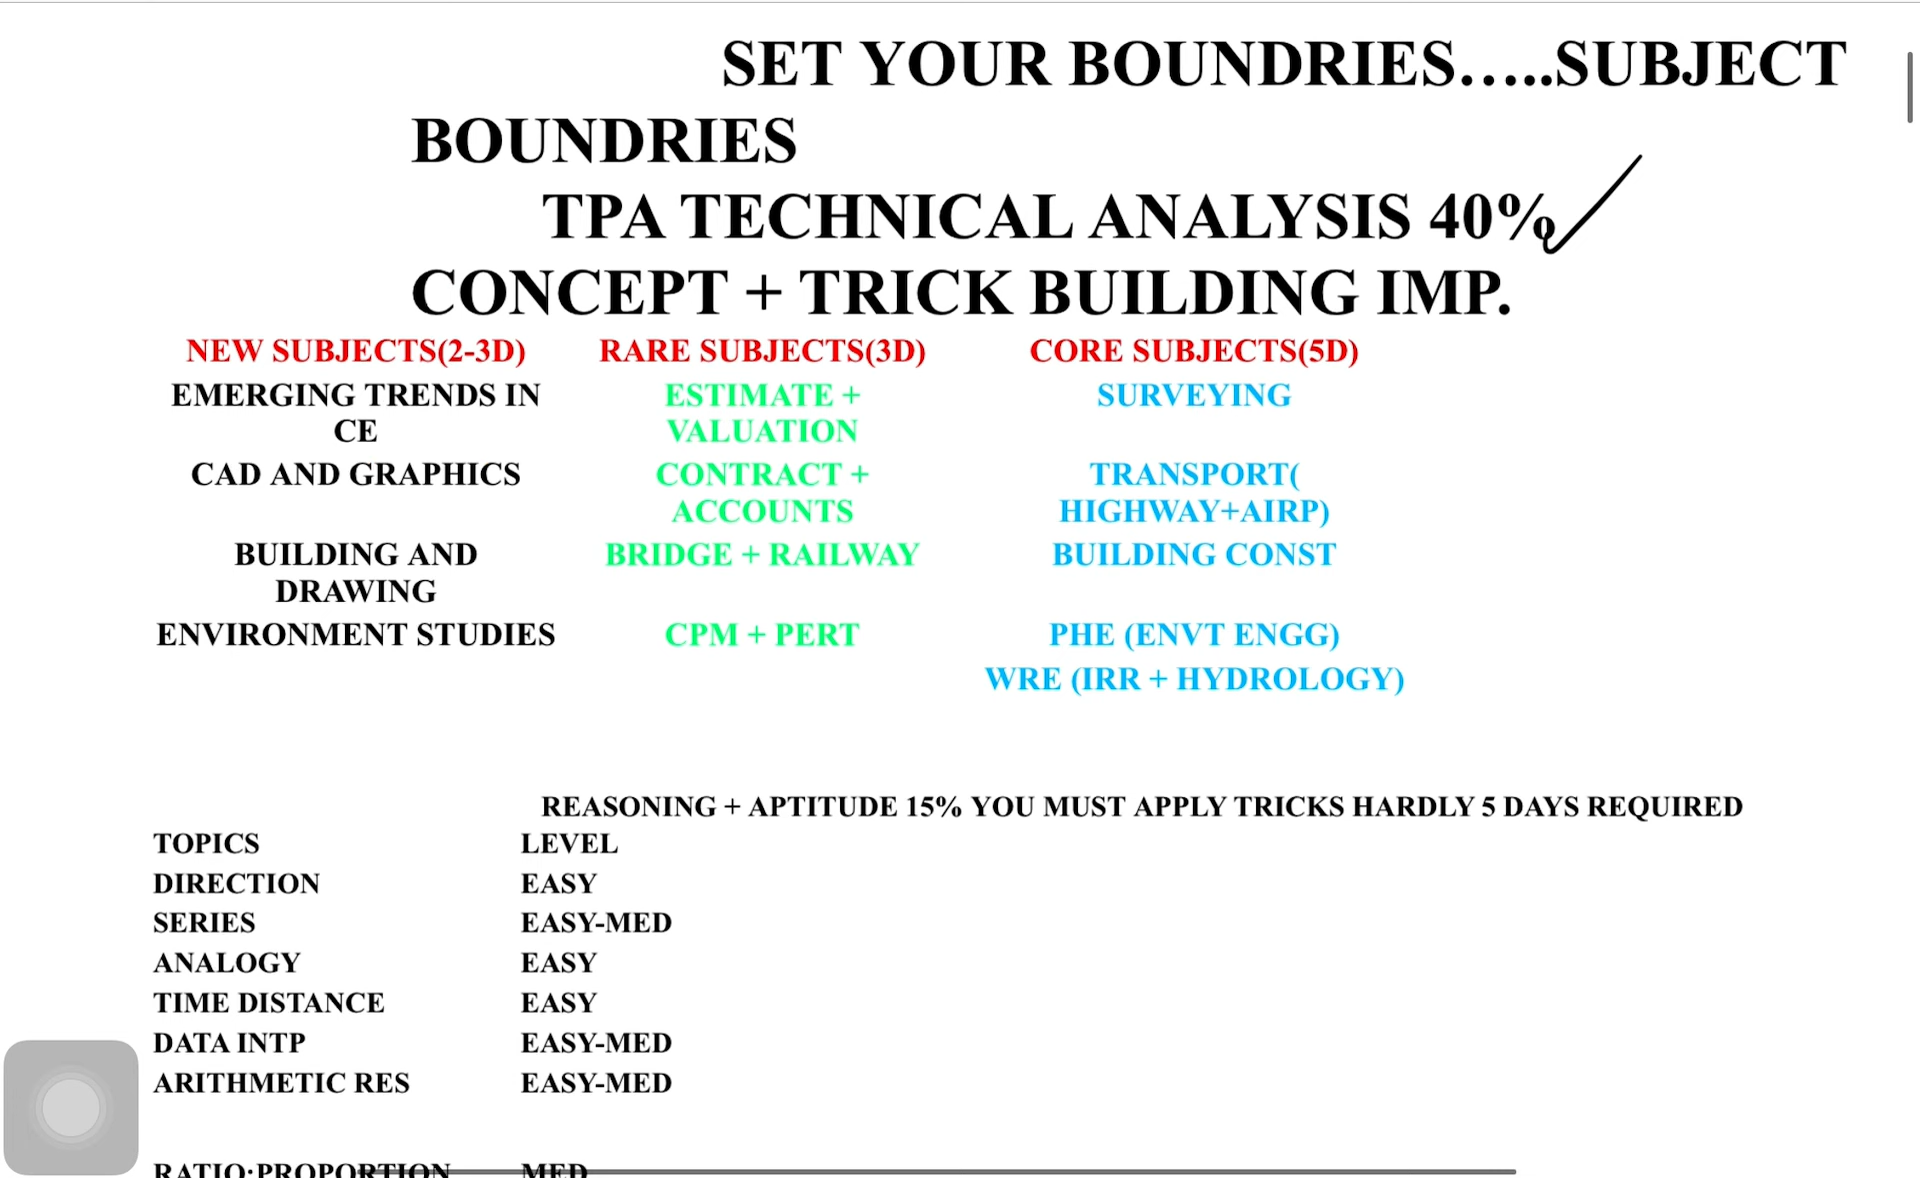 SET YOUR BOUNDRIES.....SUBJECT
BOUNDRIES
TPA TECHNICAL ANALYSIS 40%
CONCEPT + TRICK BUILDING IMP.
NEW SUBJECTS(2-3D) RARE SUBJECTS(3D) CORE SUBJECTS(5D)
EMERGING TRENDS IN ESTIMATE + SURVEYING
CE VALUATION
CAD AND GRAPHICS CONTRACT + TRANSPORT(
ACCOUNTS HIGHWAY+AIRP)
BUILDING AND BRIDGE + RAILWAY BUILDING CONST
DRAWING
ENVIRONMENT STUDIES CPM + PERT PHE (ENVT ENGG)
WRE (IRR + HYDROLOGY)
REASONING + APTITUDE 15% YOU MUST APPLY TRICKS HARDLY 5 DAYS REQUIRED
TOPICS LEVEL
DIRECTION EASY
SERIES EASY-MED
ANALOGY EASY
TIME DISTANCE EASY
DATA INTP EASY-MED
ARITHMETIC RES EASY-MED
RATIO:PROPORTION MED